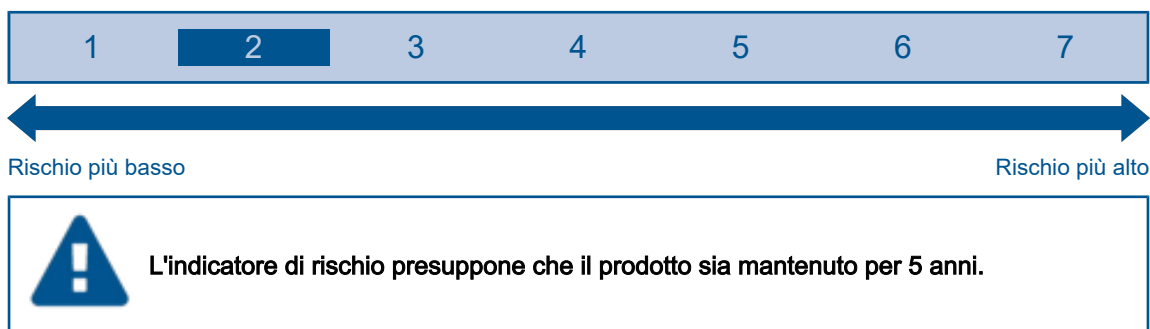 1 2 3 4 5 6 7
Rischio più basso Rischio più alto
L'indicatore di rischio presuppone che il prodotto sia mantenuto per 5 anni.